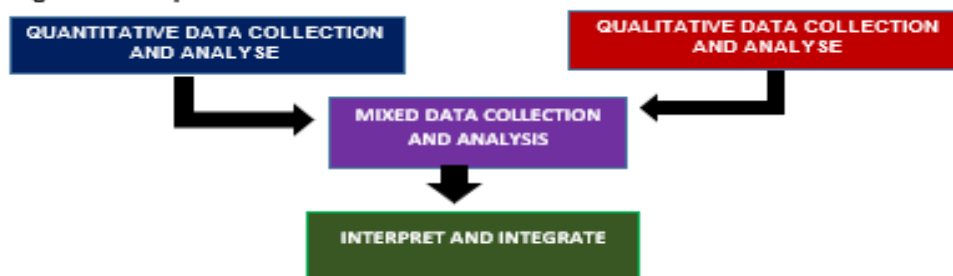 QUANTITATIVE DATA COLLECTION
AND ANALYSE
QUALITATIVE DATA COLLECTION
AND ANALYSE
MIXED DATA COLLECTION
AND ANALYSIS
INTERPRET AND INTEGRATE